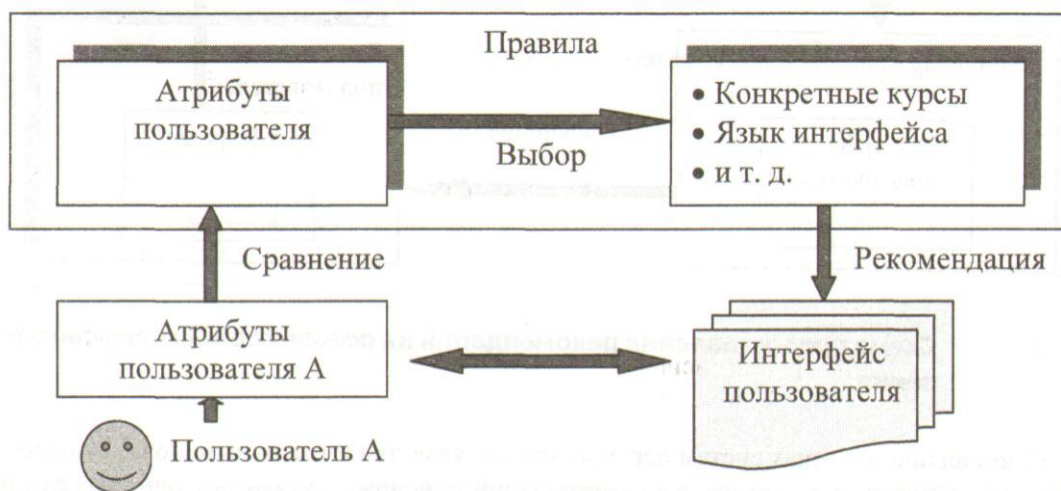 Правила
Атрибуты
пользователя
Выбор
• Конкретные курсы
• Язык интерфейса
• и т. д.
Сравнение
Рекомендация
Атрибуты
пользователя А
Интерфейс
пользователя
Пользователь А